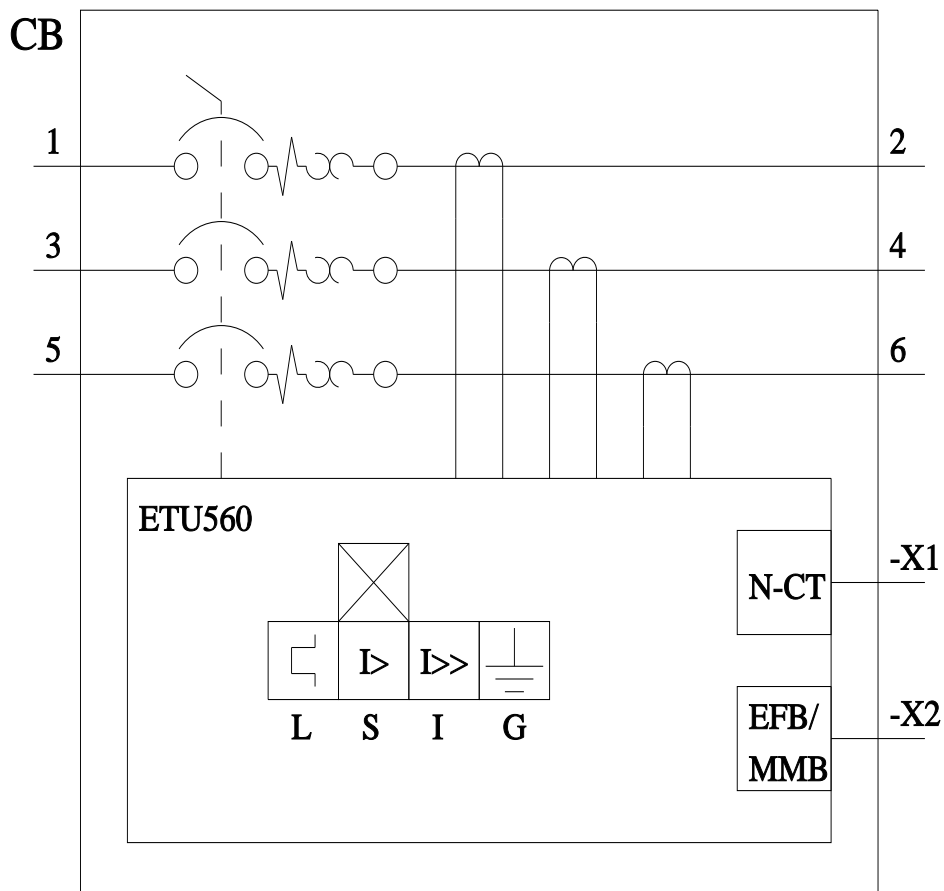 CB
1 2
3 4
5 6
ETU560
N-CT -X1
I> I>>
L S I G
EFB/ -X2
MMB